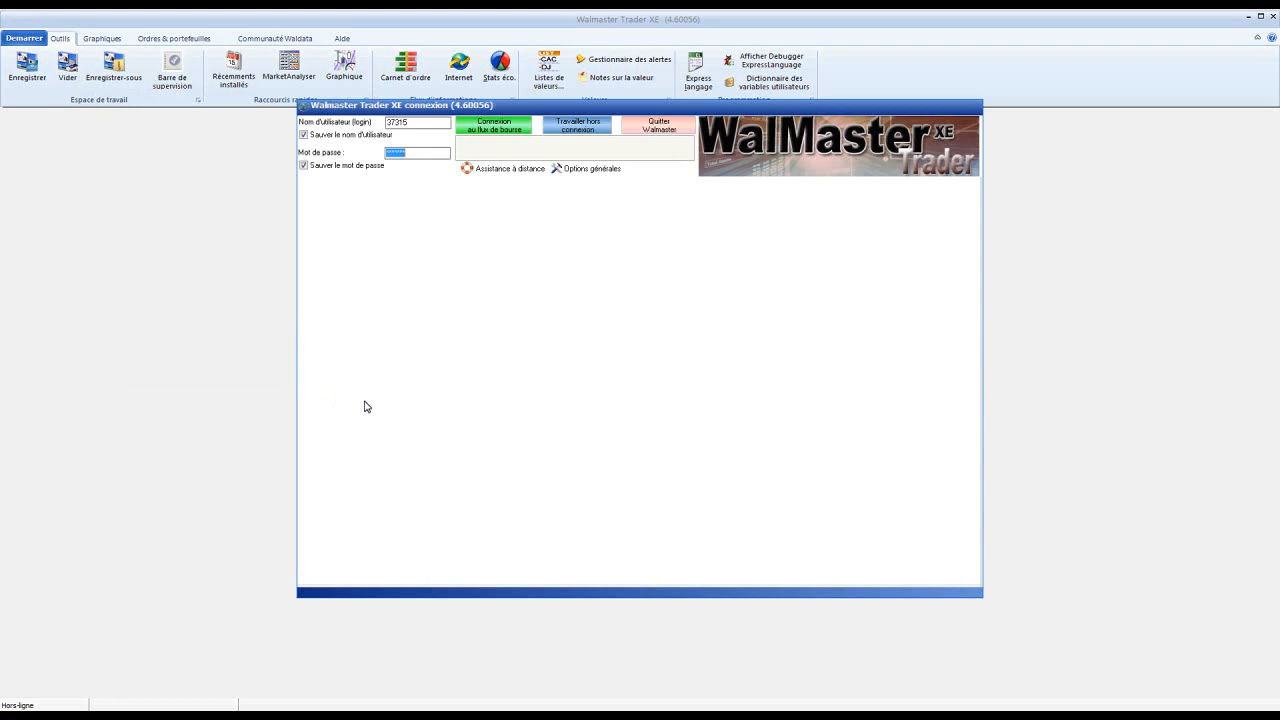 Walmaster Trader XE (4.60056)
Demarrer Outils Graphiques Ordres & portefeuilles Communauté Waldata Aide
Enregistrer
Vider
Enregistrer-sous
Barre de
supervision
Espace de travail
Récemments
installés
MarketAnalyser
Graphique
Raccourcis
Carnet d'ordre
Internet
Stats éco.
Listes de
valeurs...
Gestionnaire des alertes
Notes sur la valeur
Express
langage
Afficher Debugger
ExpressLanguage
Dictionnaire des
variables utilisateurs
Walmaster Trader XE connexion (4.60056)
Nom d'utilisateur (login) 37315
Sauver le nom d'utilisateur
Mot de passe : *******
Sauver le mot de passe
Connexion
au flux de bourse
Travailler hors
connexion
Quitter
Walmaster
Assistance à distance Options générales
WalMaster XE
Trader
Hors-ligne